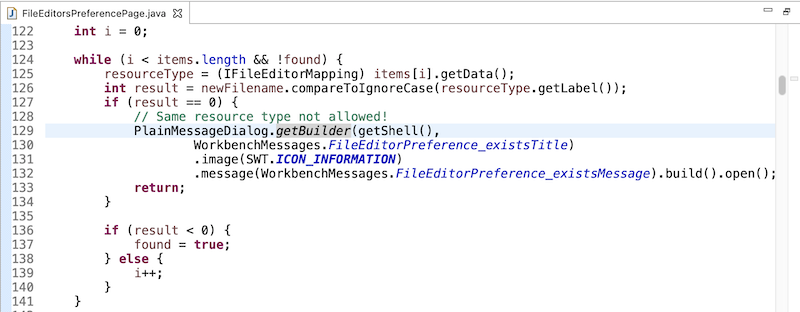 FileEditorsPreferencePage.java
122 int i = 0;
123
124 while (i < items.length && !found) {
125 resourceType = (IFileEditorMapping) items[i].getData();
126 int result = newFilename.compareToIgnoreCase(resourceType.getLabel());
127 if (result == 0) {
128 // Same resource type not allowed!
129 PlainMessageDialog.getBuilder(getShell(),
130 WorkbenchMessages.FileEditorPreference_existsTitle)
131 .image(SWT.ICON_INFORMATION)
132 .message(WorkbenchMessages.FileEditorPreference_existsMessage).build().open();
133 return;
134 }
135
136 if (result < 0) {
137 found = true;
138 } else {
139 i++;
140 }
141 }